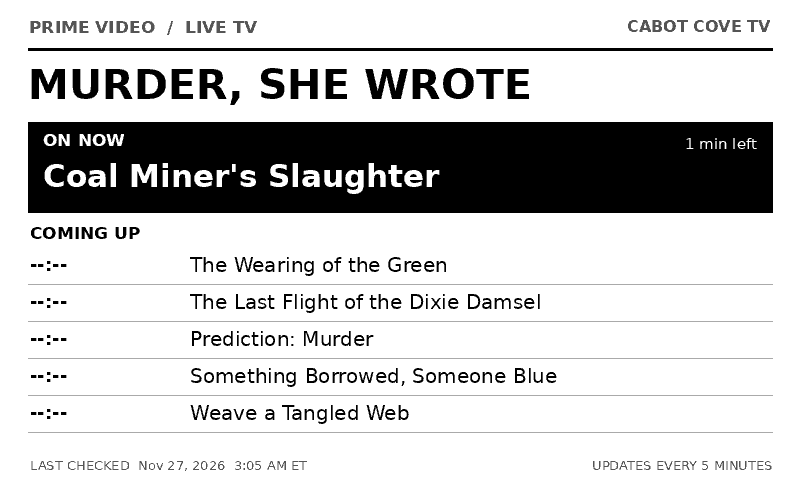 PRIME VIDEO / LIVE TV
CABOT COVE TV
MURDER, SHE WROTE
ON NOW
1 min left
Coal Miner's Slaughter
COMING UP
--:-- The Wearing of the Green
--:-- The Last Flight of the Dixie Damsel
--:-- Prediction: Murder
--:-- Something Borrowed, Someone Blue
--:-- Weave a Tangled Web
LAST CHECKED Nov 27, 2026 3:05 AM ET
UPDATES EVERY 5 MINUTES